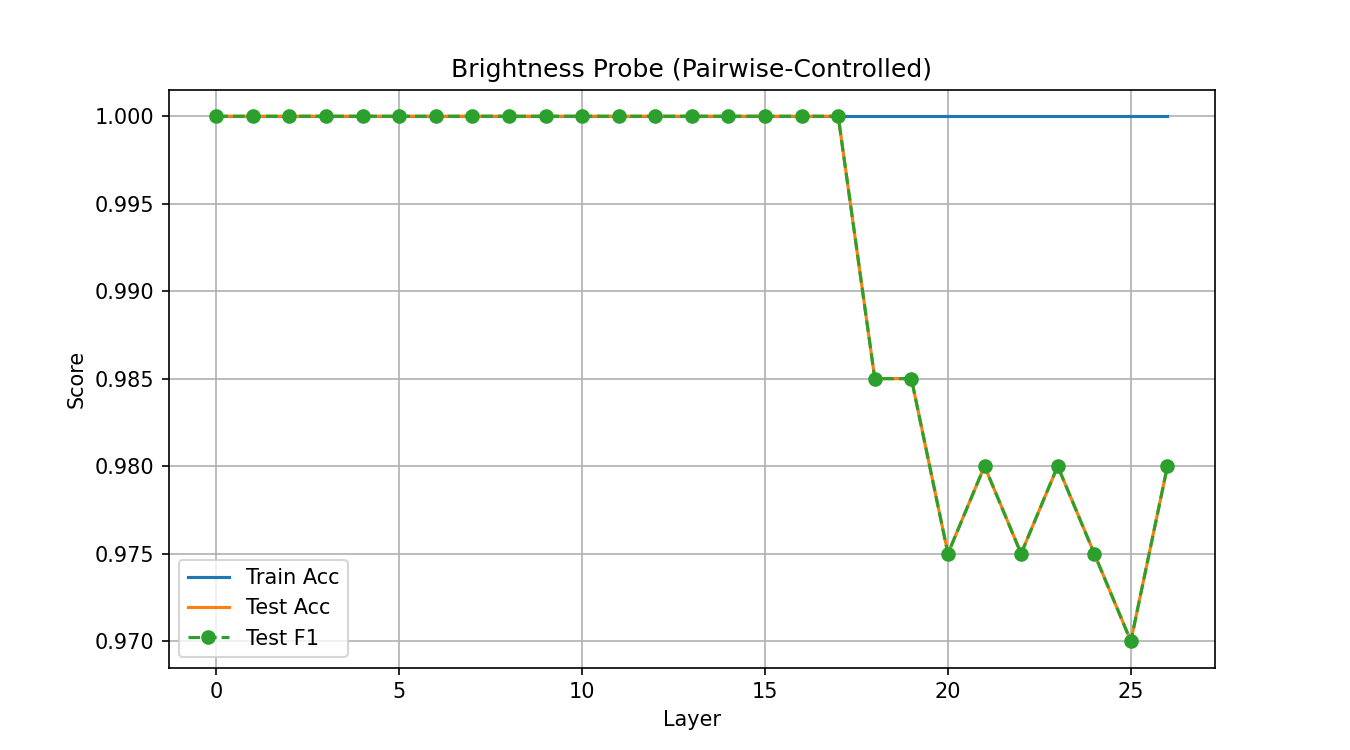 Brightness Probe (Pairwise-Controlled)
1.000
0.995
0.990
0.985
0.980
0.975
0.970
Score
Train Acc
Test Acc
Test F1
0 5 10 15 20 25
Layer